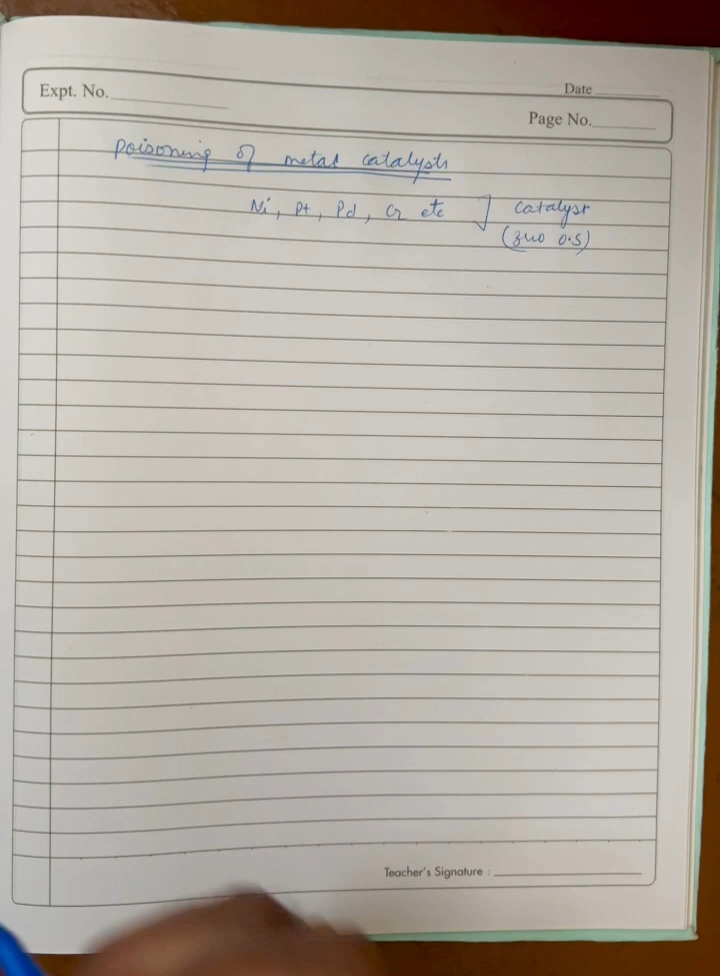 Expt. No.
Date
Page No.
Poisoning of metal catalysts
Ni, Pt, Pd, Cr etc ] catalyst
(zero o.s)
Teacher's Signature :